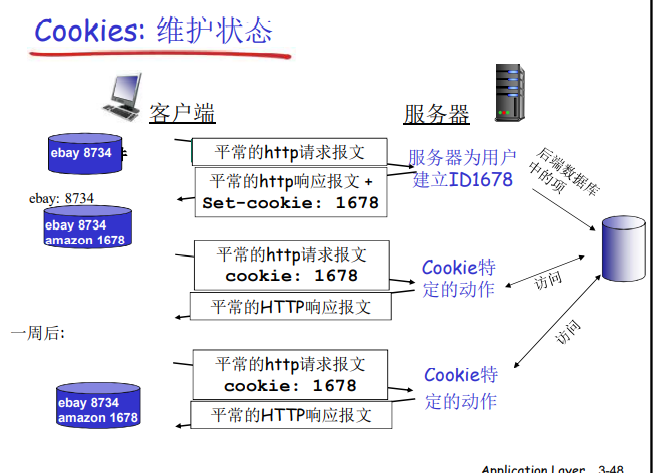 Cookies: 维护状态
客户端
服务器
ebay 8734
平常的http请求报文
服务器为用户
建立ID1678
后端数据库
中的项
平常的http响应报文 +
Set-cookie: 1678
ebay: 8734
ebay 8734
amazon 1678
平常的http请求报文
cookie: 1678
Cookie特
定的动作
访问
平常的HTTP响应报文
一周后:
访问
平常的http请求报文
cookie: 1678
Cookie特
定的动作
ebay 8734
amazon 1678
平常的HTTP响应报文
Application Layer 3-48